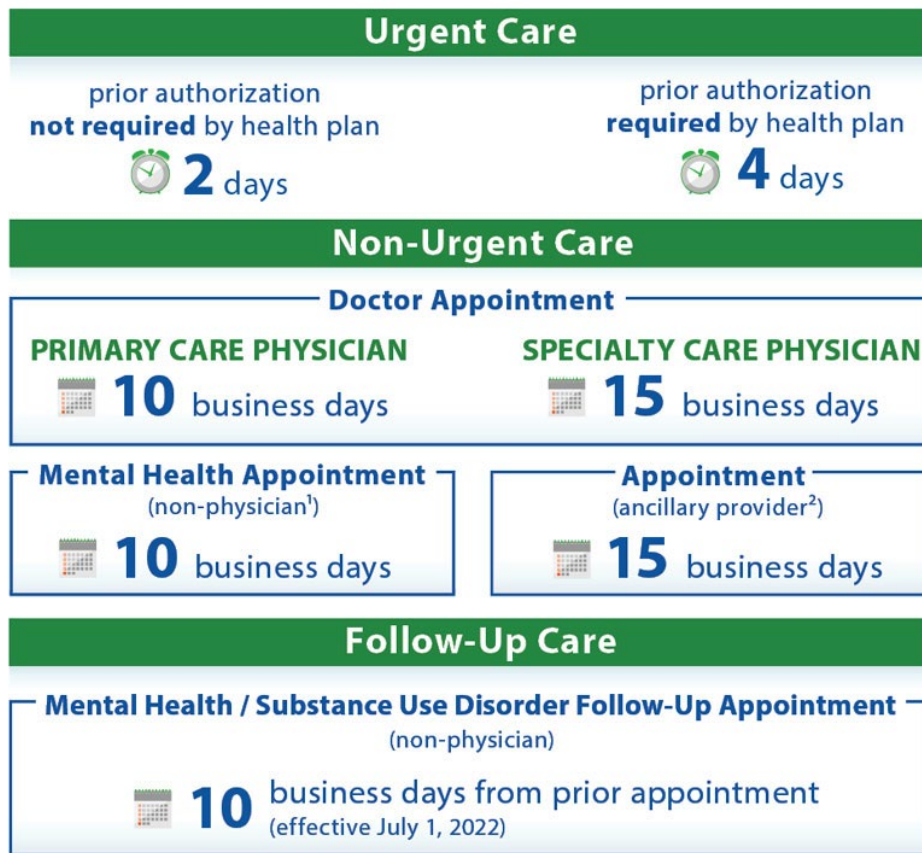 Urgent Care
prior authorization
not required by health plan
2 days
prior authorization
required by health plan
4 days
Non-Urgent Care
Doctor Appointment
PRIMARY CARE PHYSICIAN
10 business days
SPECIALTY CARE PHYSICIAN
15 business days
Mental Health Appointment
(non-physician¹)
10 business days
Appointment
(ancillary provider²)
15 business days
Follow-Up Care
Mental Health / Substance Use Disorder Follow-Up Appointment
(non-physician)
10 business days from prior appointment
(effective July 1, 2022)